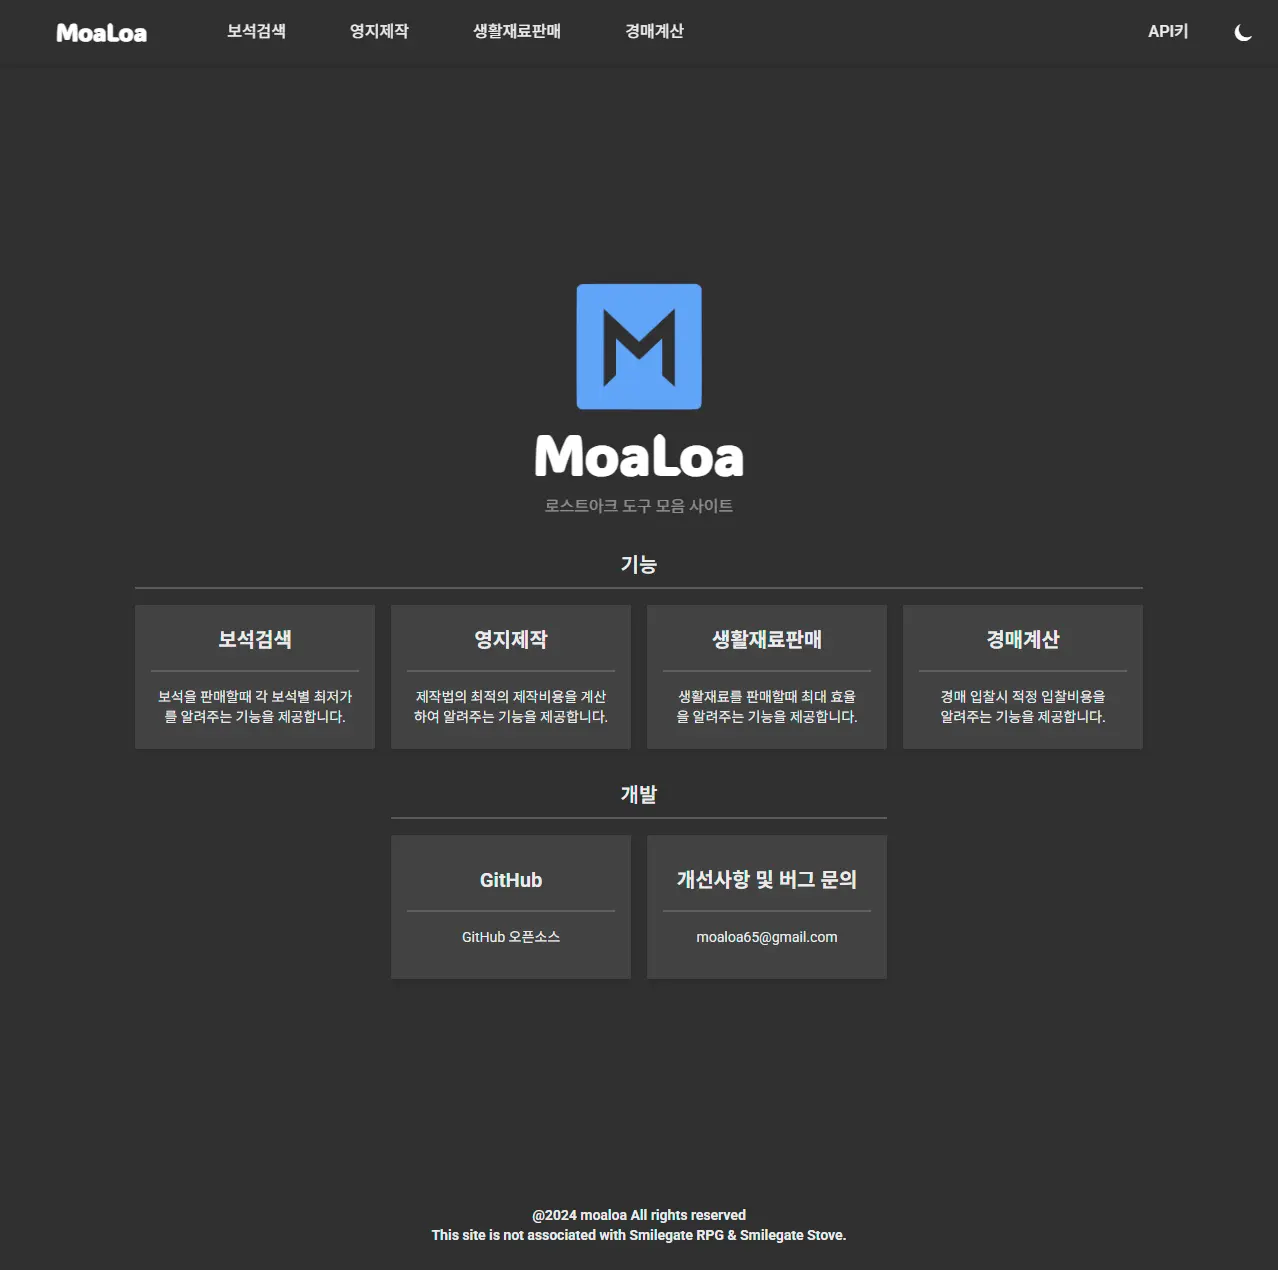 MoaLoa 보석검색 영지제작 생활재료판매 경매계산 API키
M
MoaLoa
로스트아크 도구 모음 사이트
기능
보석검색
보석을 판매할때 각 보석별 최저가
를 알려주는 기능을 제공합니다.
영지제작
제작법의 최적의 제작비용을 계산
하여 알려주는 기능을 제공합니다.
생활재료판매
생활재료를 판매할때 최대 효율
을 알려주는 기능을 제공합니다.
경매계산
경매 입찰시 적정 입찰비용을
알려주는 기능을 제공합니다.
개발
GitHub
GitHub 오픈소스
개선사항 및 버그 문의
moaloa65@gmail.com
@2024 moaloa All rights reserved
This site is not associated with Smilegate RPG & Smilegate Stove.